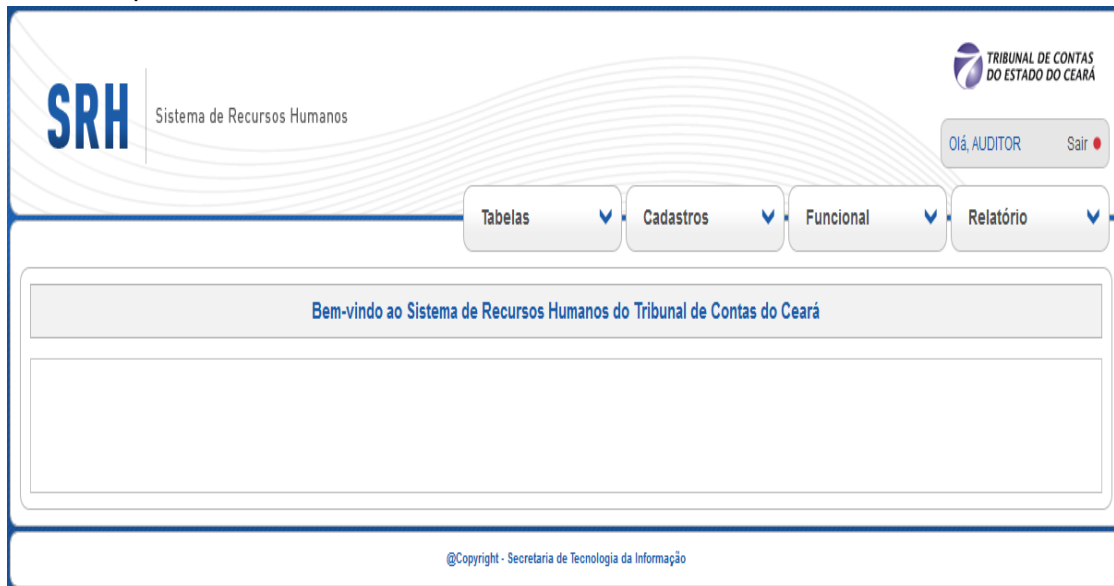 SRH
Sistema de Recursos Humanos
TRIBUNAL DE CONTAS
DO ESTADO DO CEARÁ
Olá, AUDITOR Sair
Tabelas Cadastros Funcional Relatório
Bem-vindo ao Sistema de Recursos Humanos do Tribunal de Contas do Ceará
@Copyright - Secretaria de Tecnologia da Informação